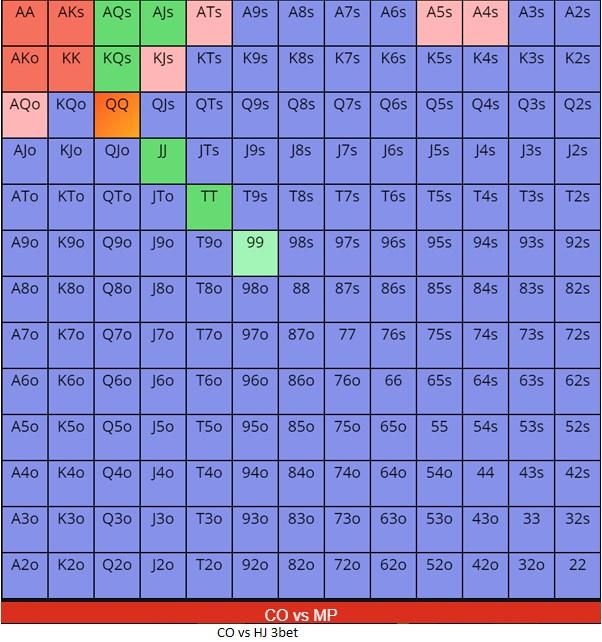 AA AKs AQs AJs ATs A9s A8s A7s A6s A5s A4s A3s A2s
AKo KK KQs KJs KTs K9s K8s K7s K6s K5s K4s K3s K2s
AQo KQo QQ QJs QTs Q9s Q8s Q7s Q6s Q5s Q4s Q3s Q2s
AJo KJo QJo JJ JTs J9s J8s J7s J6s J5s J4s J3s J2s
ATo KTo QTo JTo TT T9s T8s T7s T6s T5s T4s T3s T2s
A9o K9o Q9o J9o T9o 99 98s 97s 96s 95s 94s 93s 92s
A8o K8o Q8o J8o T8o 98o 88 87s 86s 85s 84s 83s 82s
A7o K7o Q7o J7o T7o 97o 87o 77 76s 75s 74s 73s 72s
A6o K6o Q6o J6o T6o 96o 86o 76o 66 65s 64s 63s 62s
A5o K5o Q5o J5o T5o 95o 85o 75o 65o 55 54s 53s 52s
A4o K4o Q4o J4o T4o 94o 84o 74o 64o 54o 44 43s 42s
A3o K3o Q3o J3o T3o 93o 83o 73o 63o 53o 43o 33 32s
A2o K2o Q2o J2o T2o 92o 82o 72o 62o 52o 42o 32o 22
CO vs MP
CO vs HJ 3bet